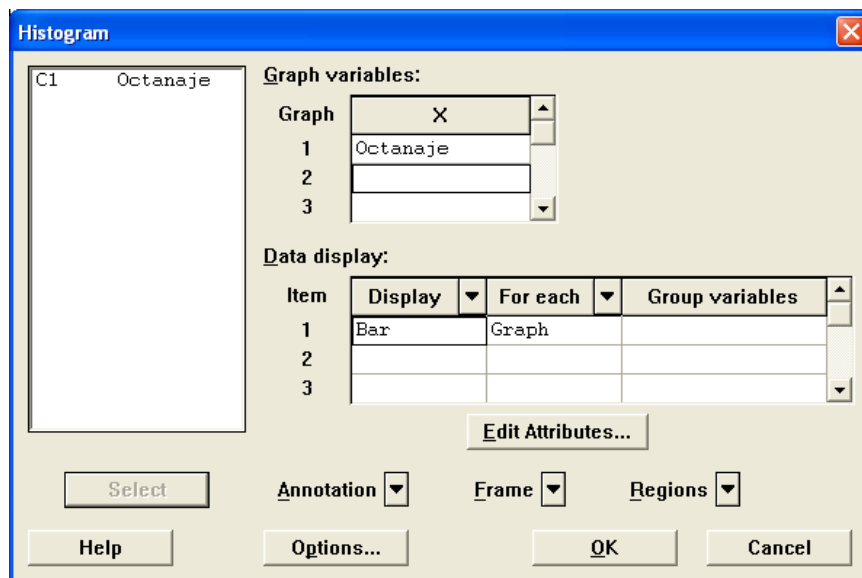 Histogram
C1 Octanaje
Graph variables:
Graph X
1 Octanaje
2
3
Data display:
Item Display For each Group variables
1 Bar Graph
2
3
Edit Attributes...
Select Annotation Frame Regions
Help Options... OK Cancel